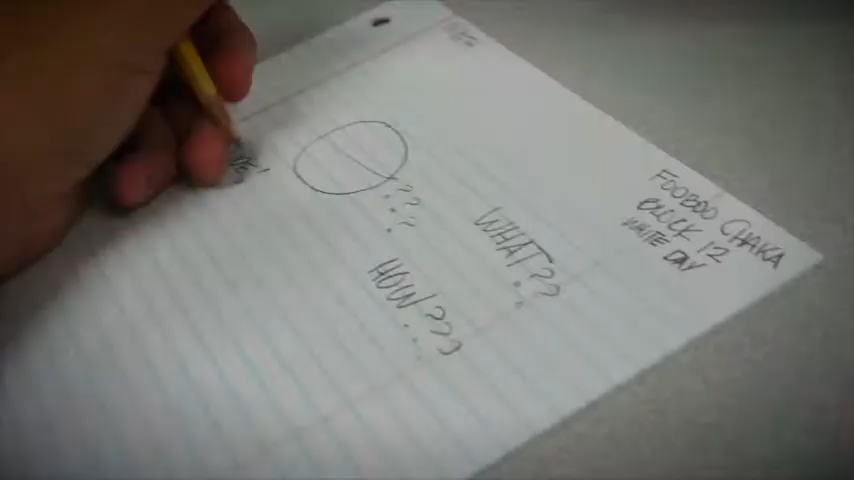 FOOBOO CHAKA
BLOCK 12
WHITE DAY
???
WHAT??
HOW???